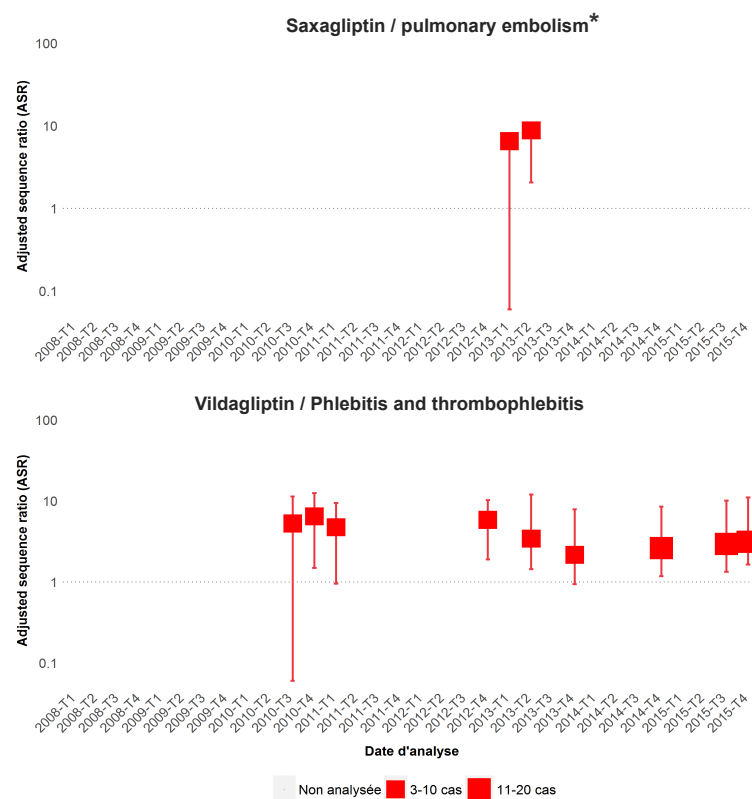 Saxagliptin / pulmonary embolism*
Adjusted sequence ratio (ASR)
100
10
1
0.1
2008-T1
2008-T2
2008-T3
2008-T4
2009-T1
2009-T2
2009-T3
2009-T4
2010-T1
2010-T2
2010-T3
2010-T4
2011-T1
2011-T2
2011-T3
2011-T4
2012-T1
2012-T2
2012-T3
2012-T4
2013-T1
2013-T2
2013-T3
2013-T4
2014-T1
2014-T2
2014-T3
2014-T4
2015-T1
2015-T2
2015-T3
2015-T4
Vildagliptin / Phlebitis and thrombophlebitis
Adjusted sequence ratio (ASR)
100
10
1
0.1
2008-T1
2008-T2
2008-T3
2008-T4
2009-T1
2009-T2
2009-T3
2009-T4
2010-T1
2010-T2
2010-T3
2010-T4
2011-T1
2011-T2
2011-T3
2011-T4
2012-T1
2012-T2
2012-T3
2012-T4
2013-T1
2013-T2
2013-T3
2013-T4
2014-T1
2014-T2
2014-T3
2014-T4
2015-T1
2015-T2
2015-T3
2015-T4
Date d'analyse
Non analysée 3-10 cas 11-20 cas